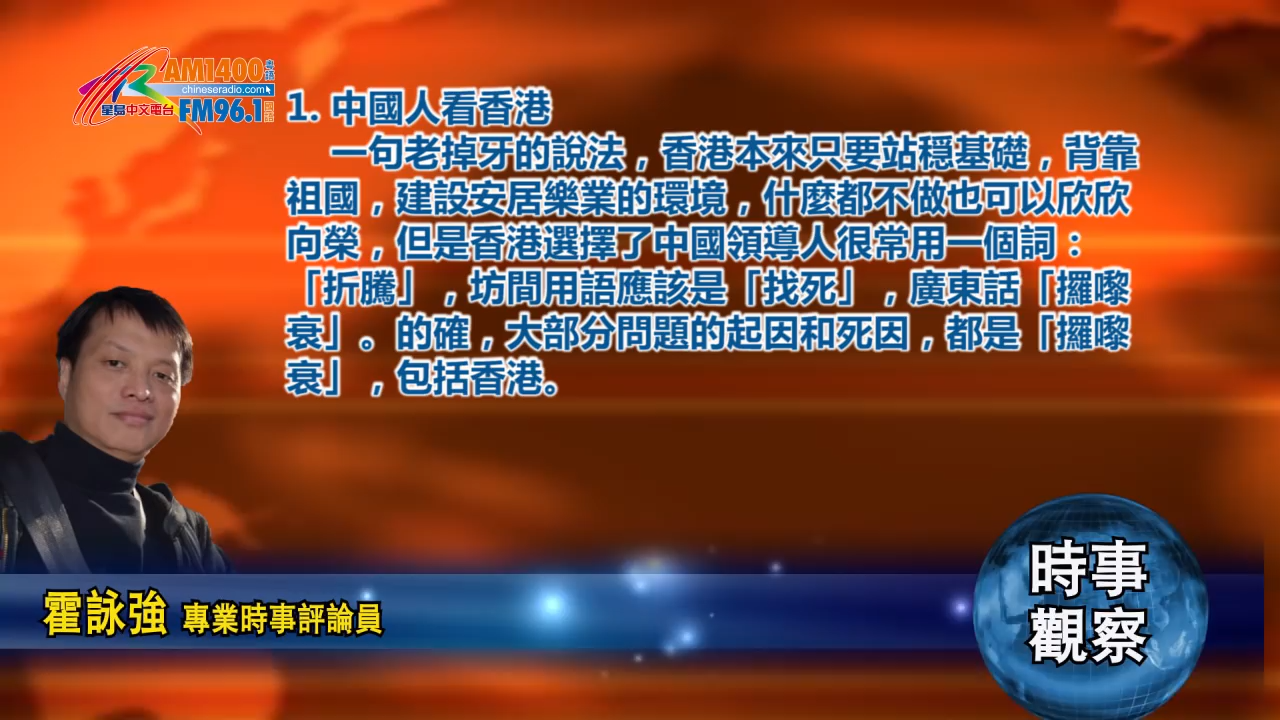 AM1400 粵語
chineseradio.com
星島中文電台 FM96.1 國語
1. 中國人看香港
一句老掉牙的說法，香港本來只要站穩基礎，背靠
祖國，建設安居樂業的環境，什麼都不做也可以欣欣
向榮，但是香港選擇了中國領導人很常用一個詞：
「折騰」，坊間用語應該是「找死」，廣東話「攞嚟
衰」。的確，大部分問題的起因和死因，都是「攞嚟
衰」，包括香港。
時事
觀察
霍詠強 專業時事評論員